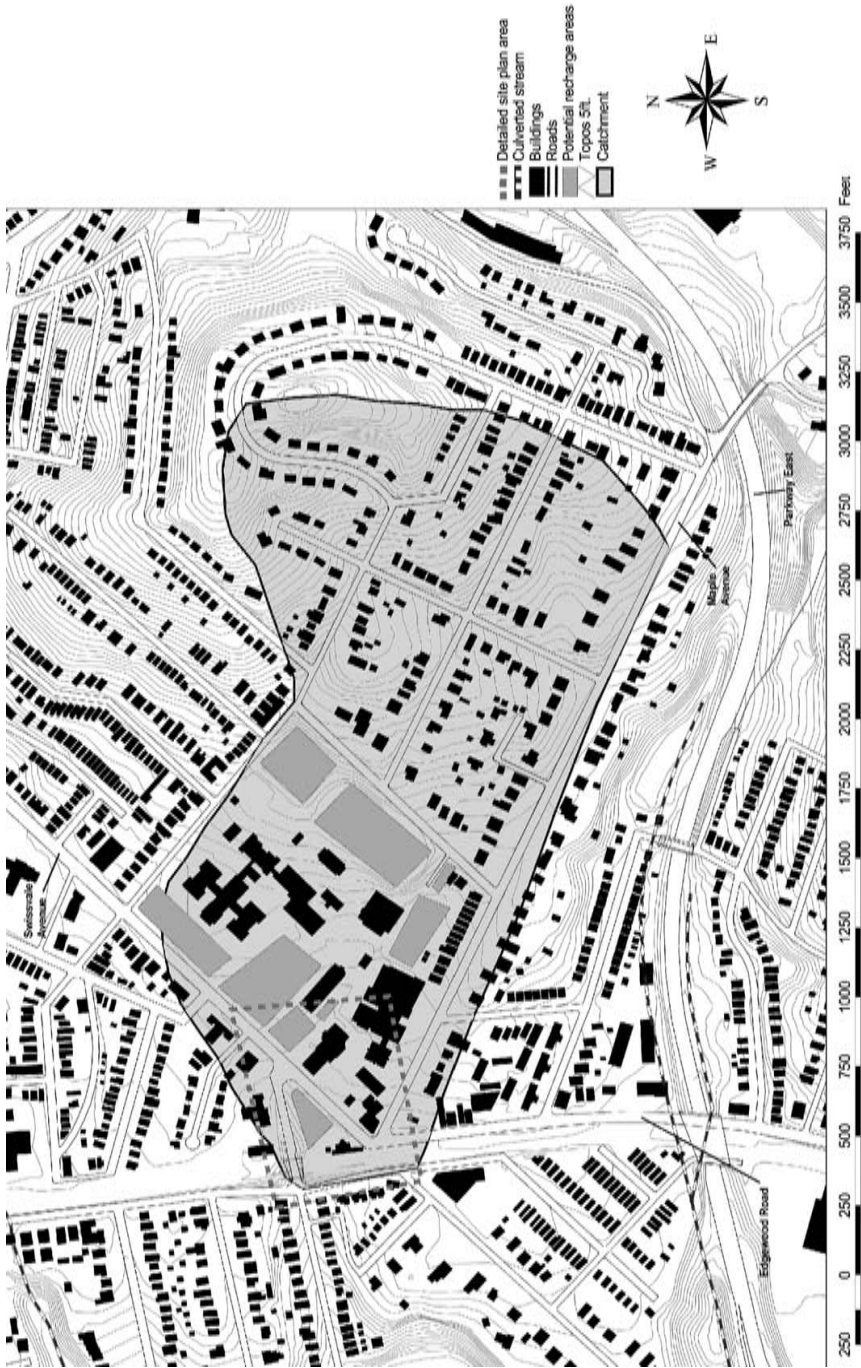 Detailed site plan area
Culverted stream
Buildings
Roads
Potential recharge areas
Topos 5ft.
Catchment
N
E
S
W
Swissvale
Avenue
Maple
Avenue
Parkway East
Edgewood Road
250 0 250 500 750 1000 1250 1500 1750 2000 2250 2500 2750 3000 3250 3500 3750 Feet